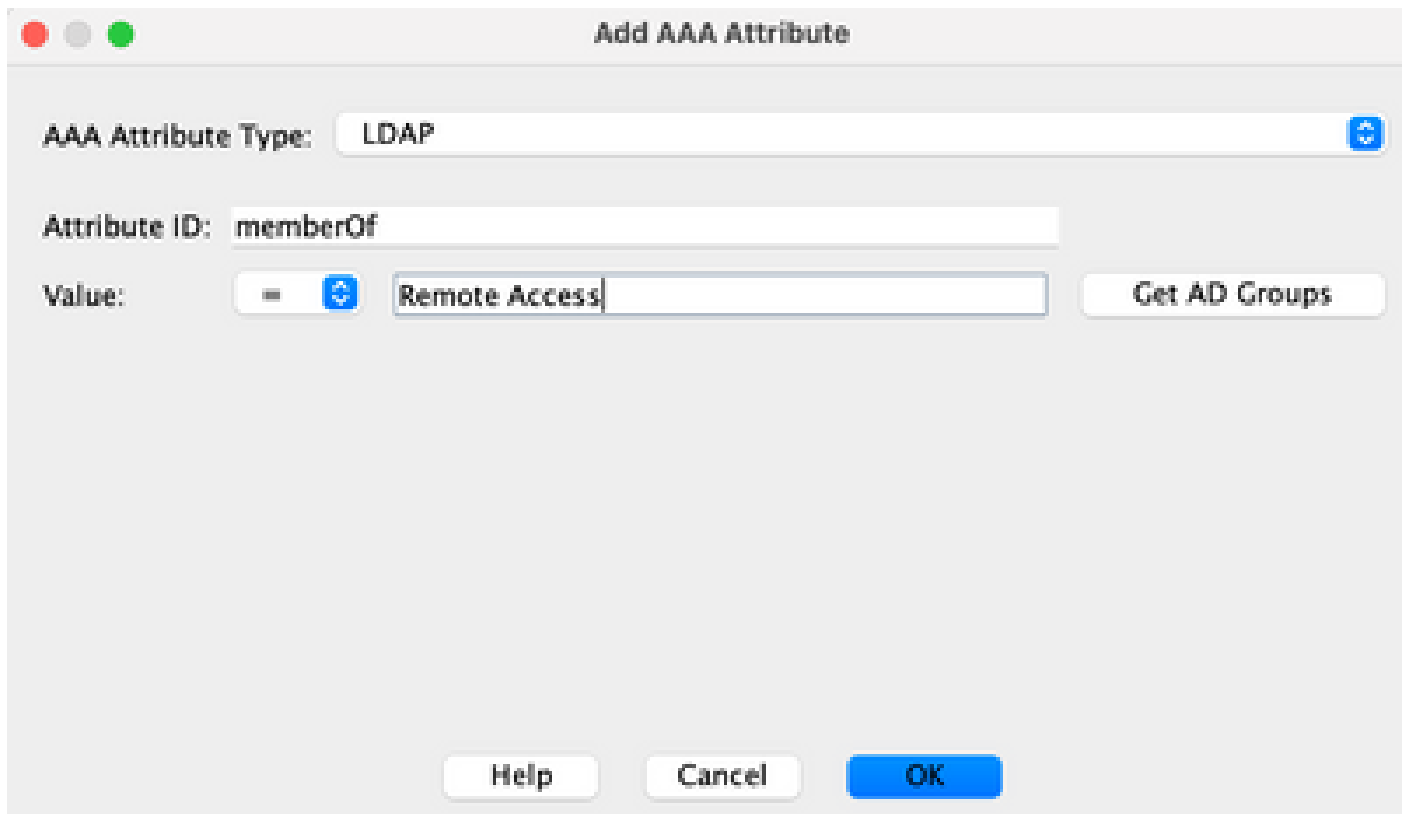 Add AAA Attribute
AAA Attribute Type: LDAP
Attribute ID: memberOf
Value: = Remote Access Get AD Groups
Help Cancel OK